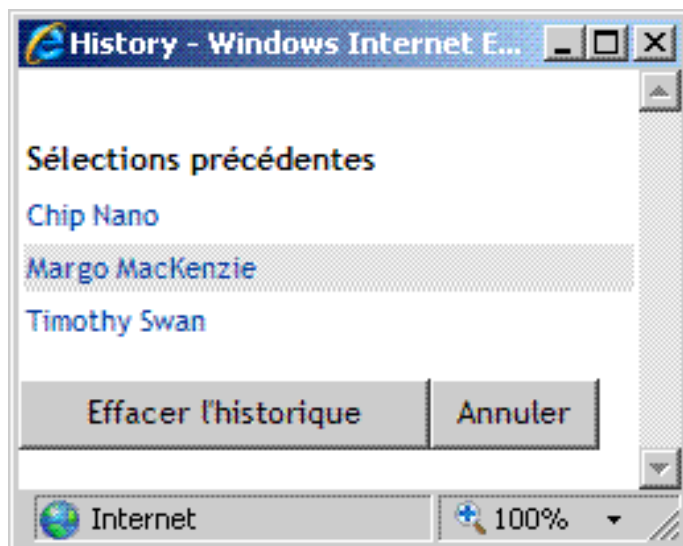 History - Windows Internet E...
Sélections précédentes
Chip Nano
Margo MacKenzie
Timothy Swan
Effacer l'historique Annuler
Internet 100%